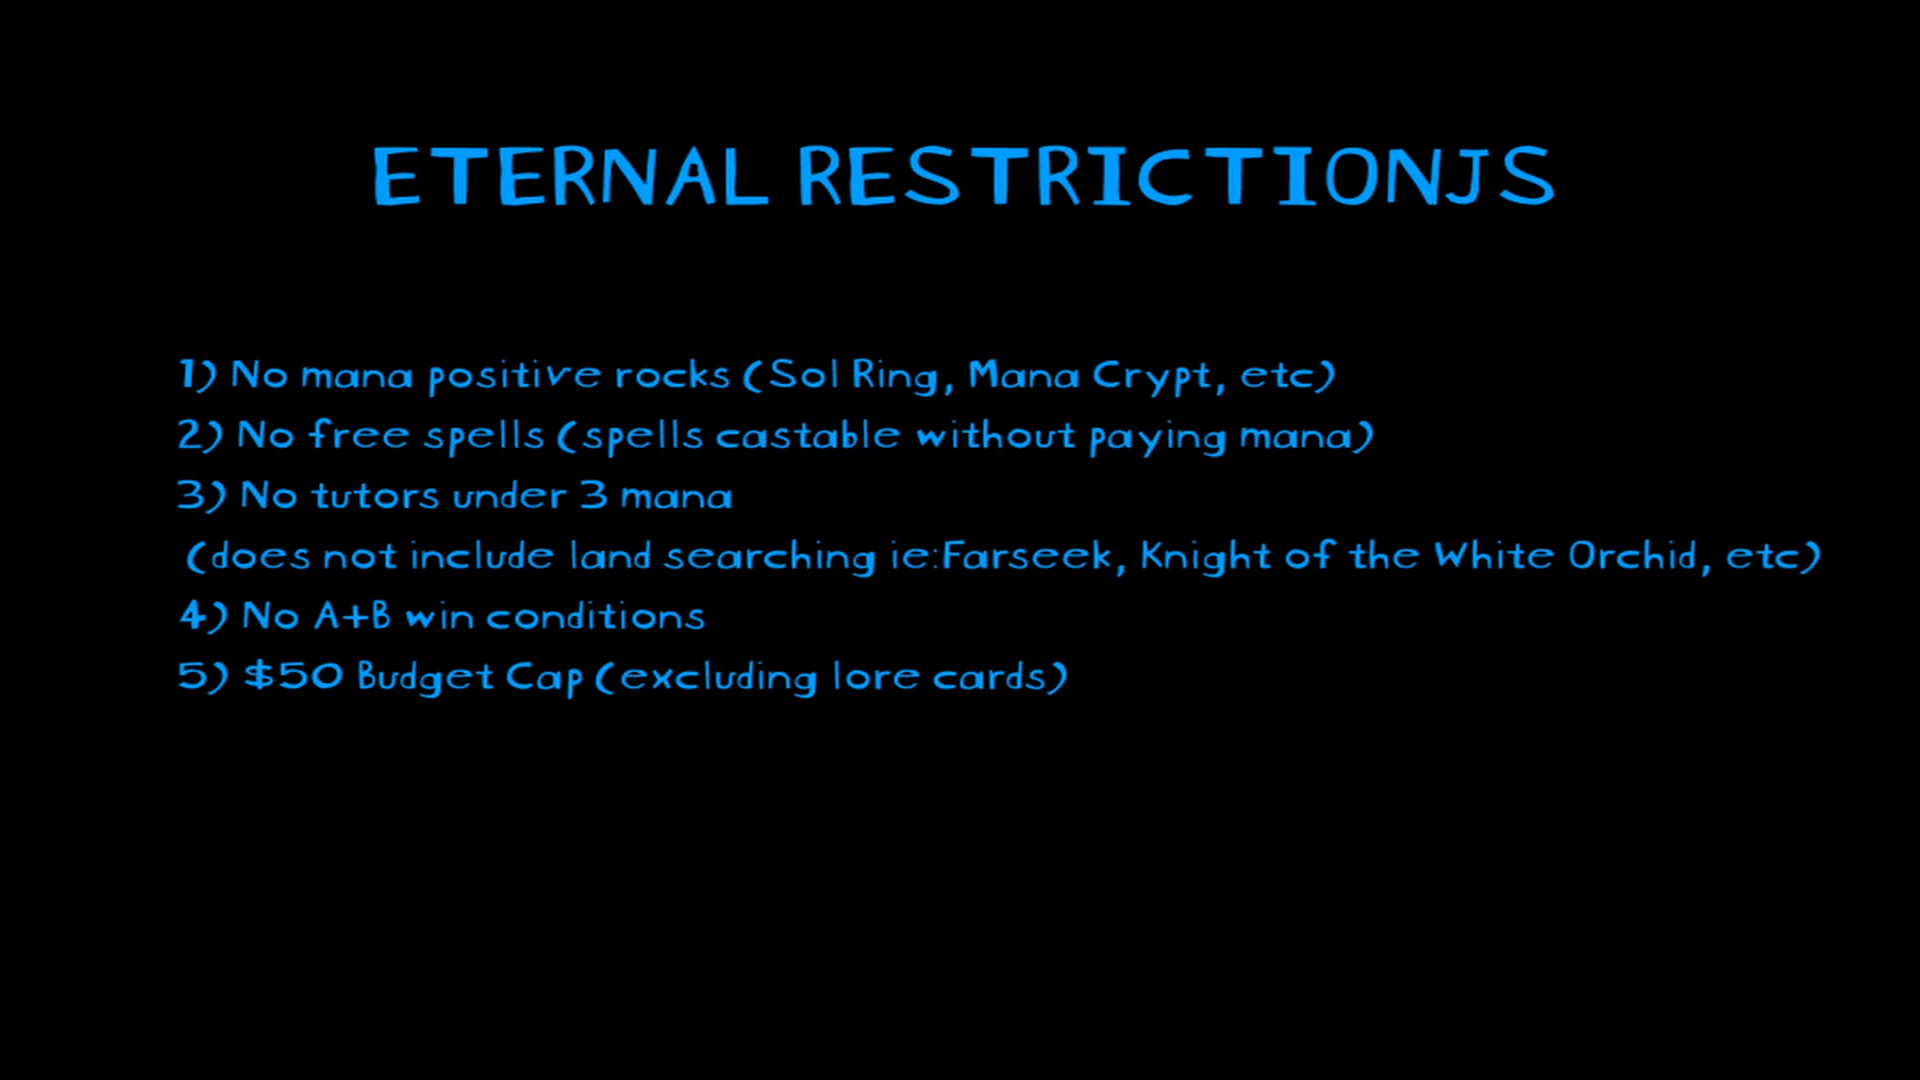 ETERNAL RESTRICTIONJS
1) No mana positive rocks (Sol Ring, Mana Crypt, etc)
2) No free spells (spells castable without paying mana)
3) No tutors under 3 mana
(does not include land searching ie:Farseek, Knight of the White Orchid, etc)
4) No A+B win conditions
5) $50 Budget Cap (excluding lore cards)